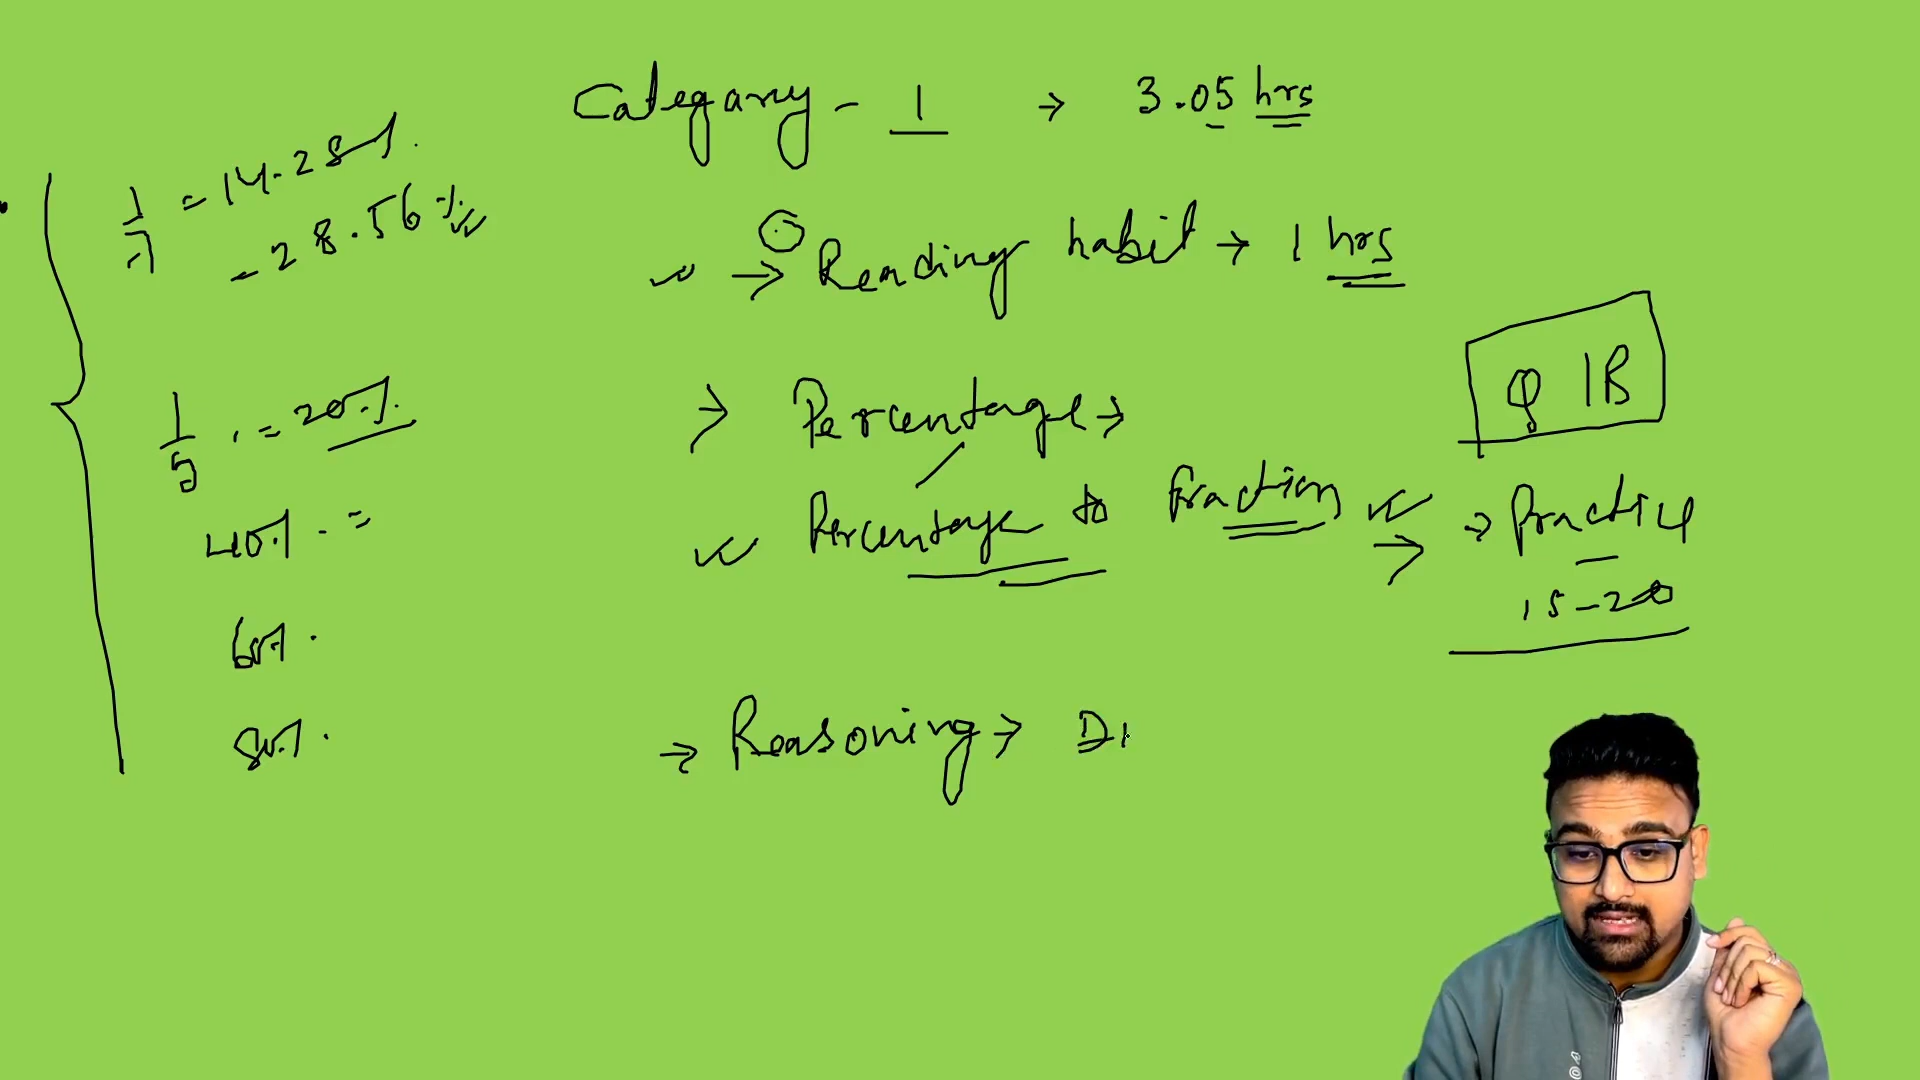 Category - 1 → 3.05 hrs
1/7 = 14.28%.
= 28.56%
→ Reading habit → 1 hrs
→ Percentage →
Q 1B
1/5 = 20%.
Percentage to fraction → Practice
40% =
15-20
60%.
→ Reasoning → Di
80%.